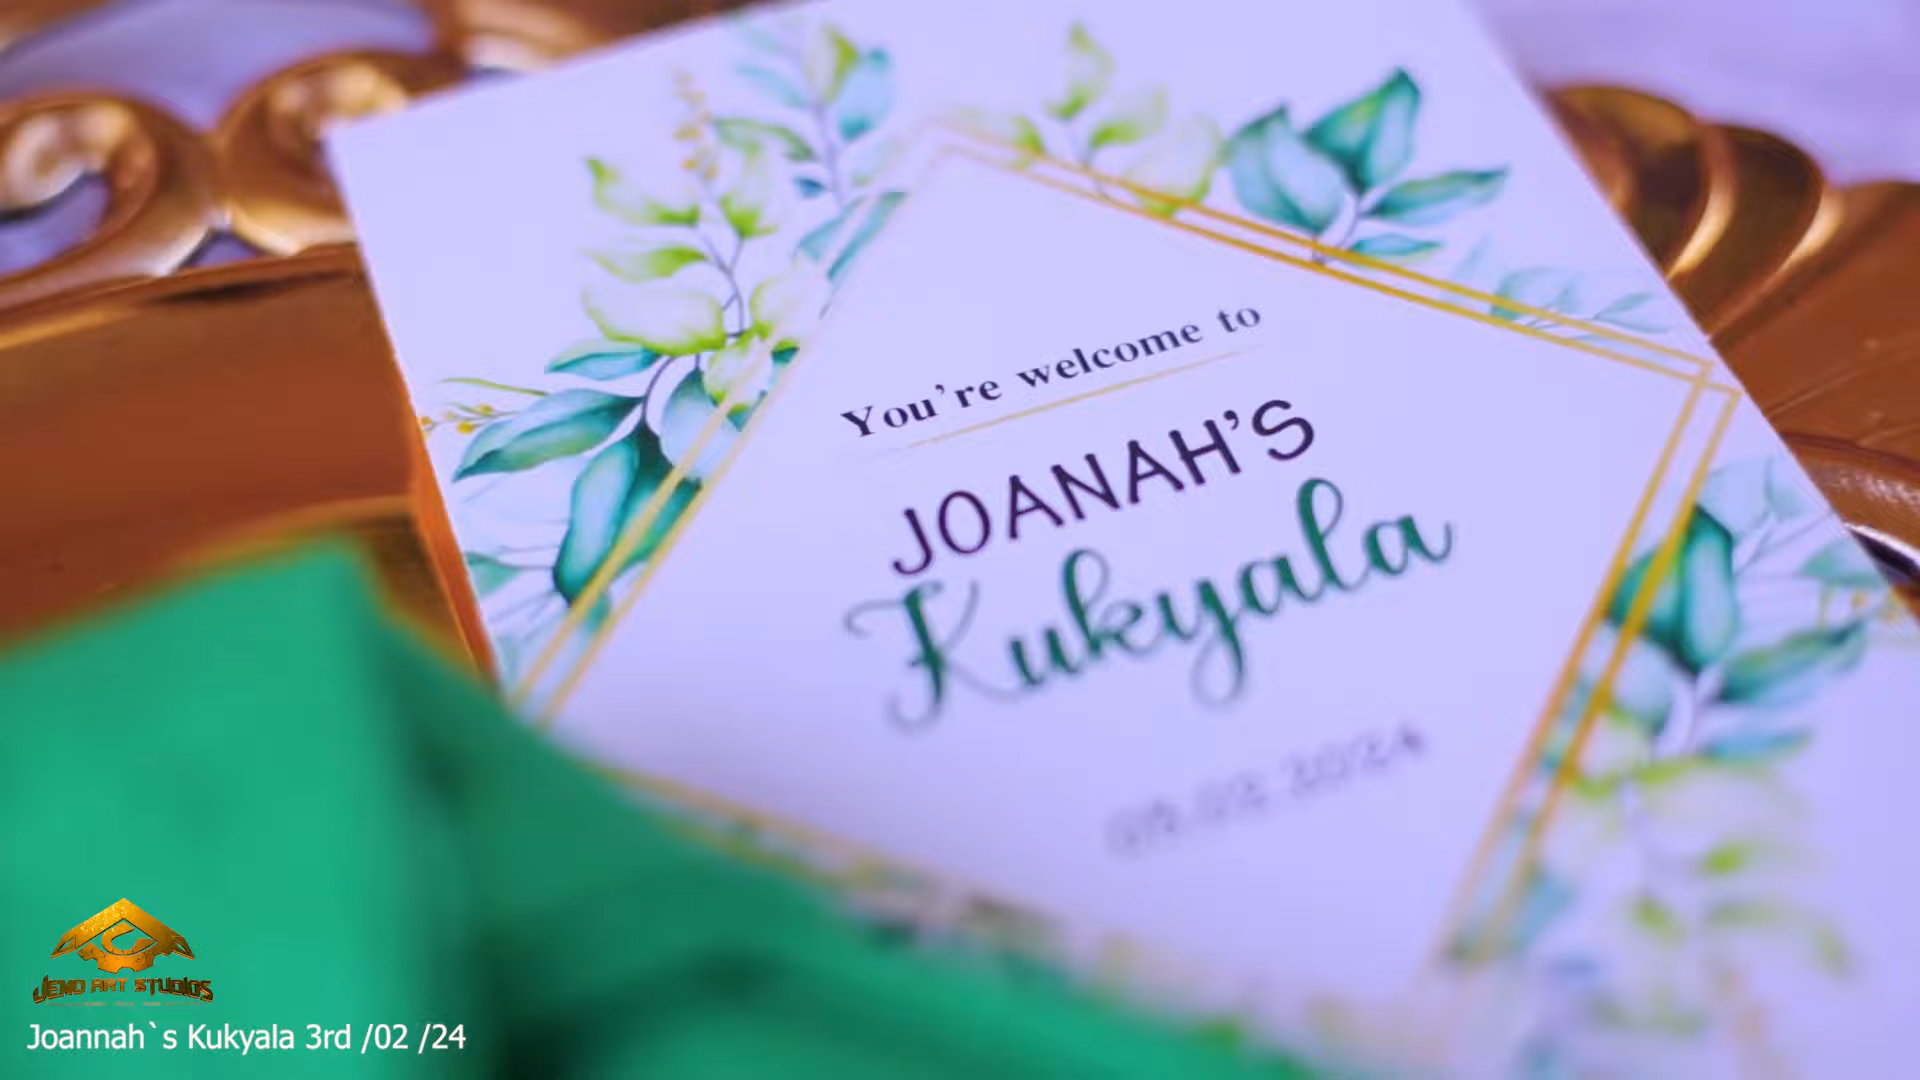 You're welcome to
JOANAH'S
Kukyala
JEMO ART STUDIOS
Joannah`s Kukyala 3rd /02 /24